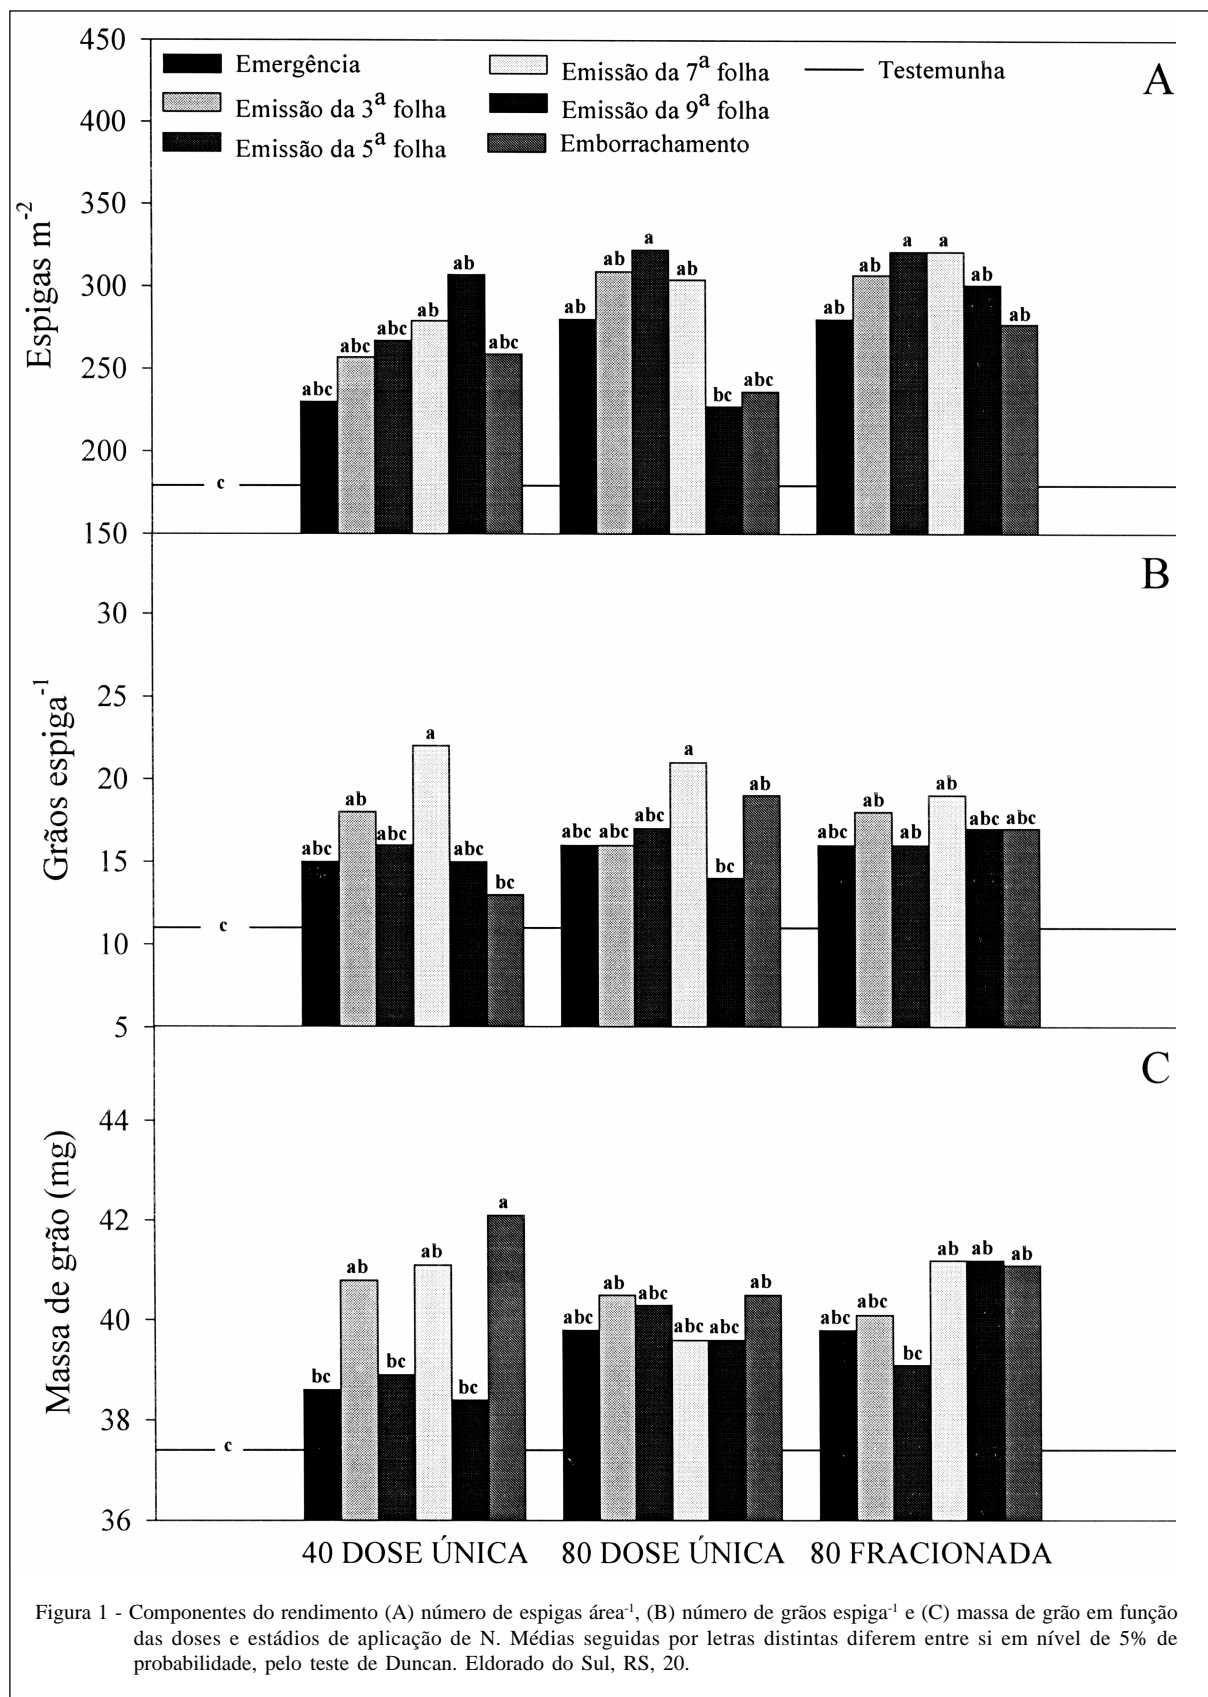 450
400
350
300
250
200
150
Espigas m-2
Emergência
Emissão da 3a folha
Emissão da 5a folha
Emissão da 7a folha
Emissão da 9a folha
Emborrachamento
Testemunha
A
c
abc
abc
abc
ab
ab
abc
ab
ab
a
ab
bc
abc
ab
ab
a
a
ab
ab
B
30
25
20
15
10
5
Grãos espiga-1
c
abc
ab
abc
a
abc
bc
abc
abc
abc
a
bc
ab
abc
ab
ab
ab
abc
abc
C
44
42
40
38
36
Massa de grão (mg)
c
bc
ab
bc
ab
bc
a
abc
ab
abc
abc
abc
ab
abc
abc
bc
ab
ab
ab
40 DOSE ÚNICA
80 DOSE ÚNICA
80 FRACIONADA
Figura 1 - Componentes do rendimento (A) número de espigas área-1, (B) número de grãos espiga-1 e (C) massa de grão em função
das doses e estádios de aplicação de N. Médias seguidas por letras distintas diferem entre si em nível de 5% de
probabilidade, pelo teste de Duncan. Eldorado do Sul, RS, 20.